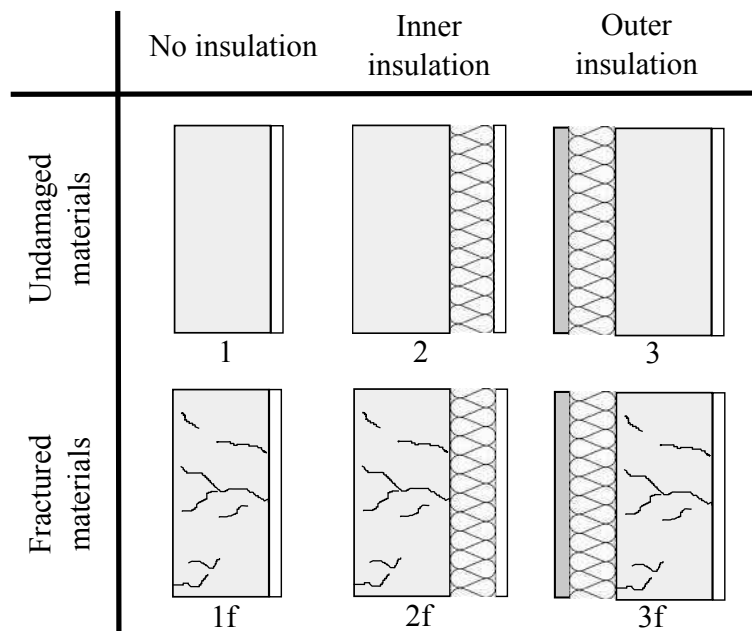 No insulation
Inner
insulation
Outer
insulation
Undamaged
materials
1
2
3
Fractured
materials
1f
2f
3f